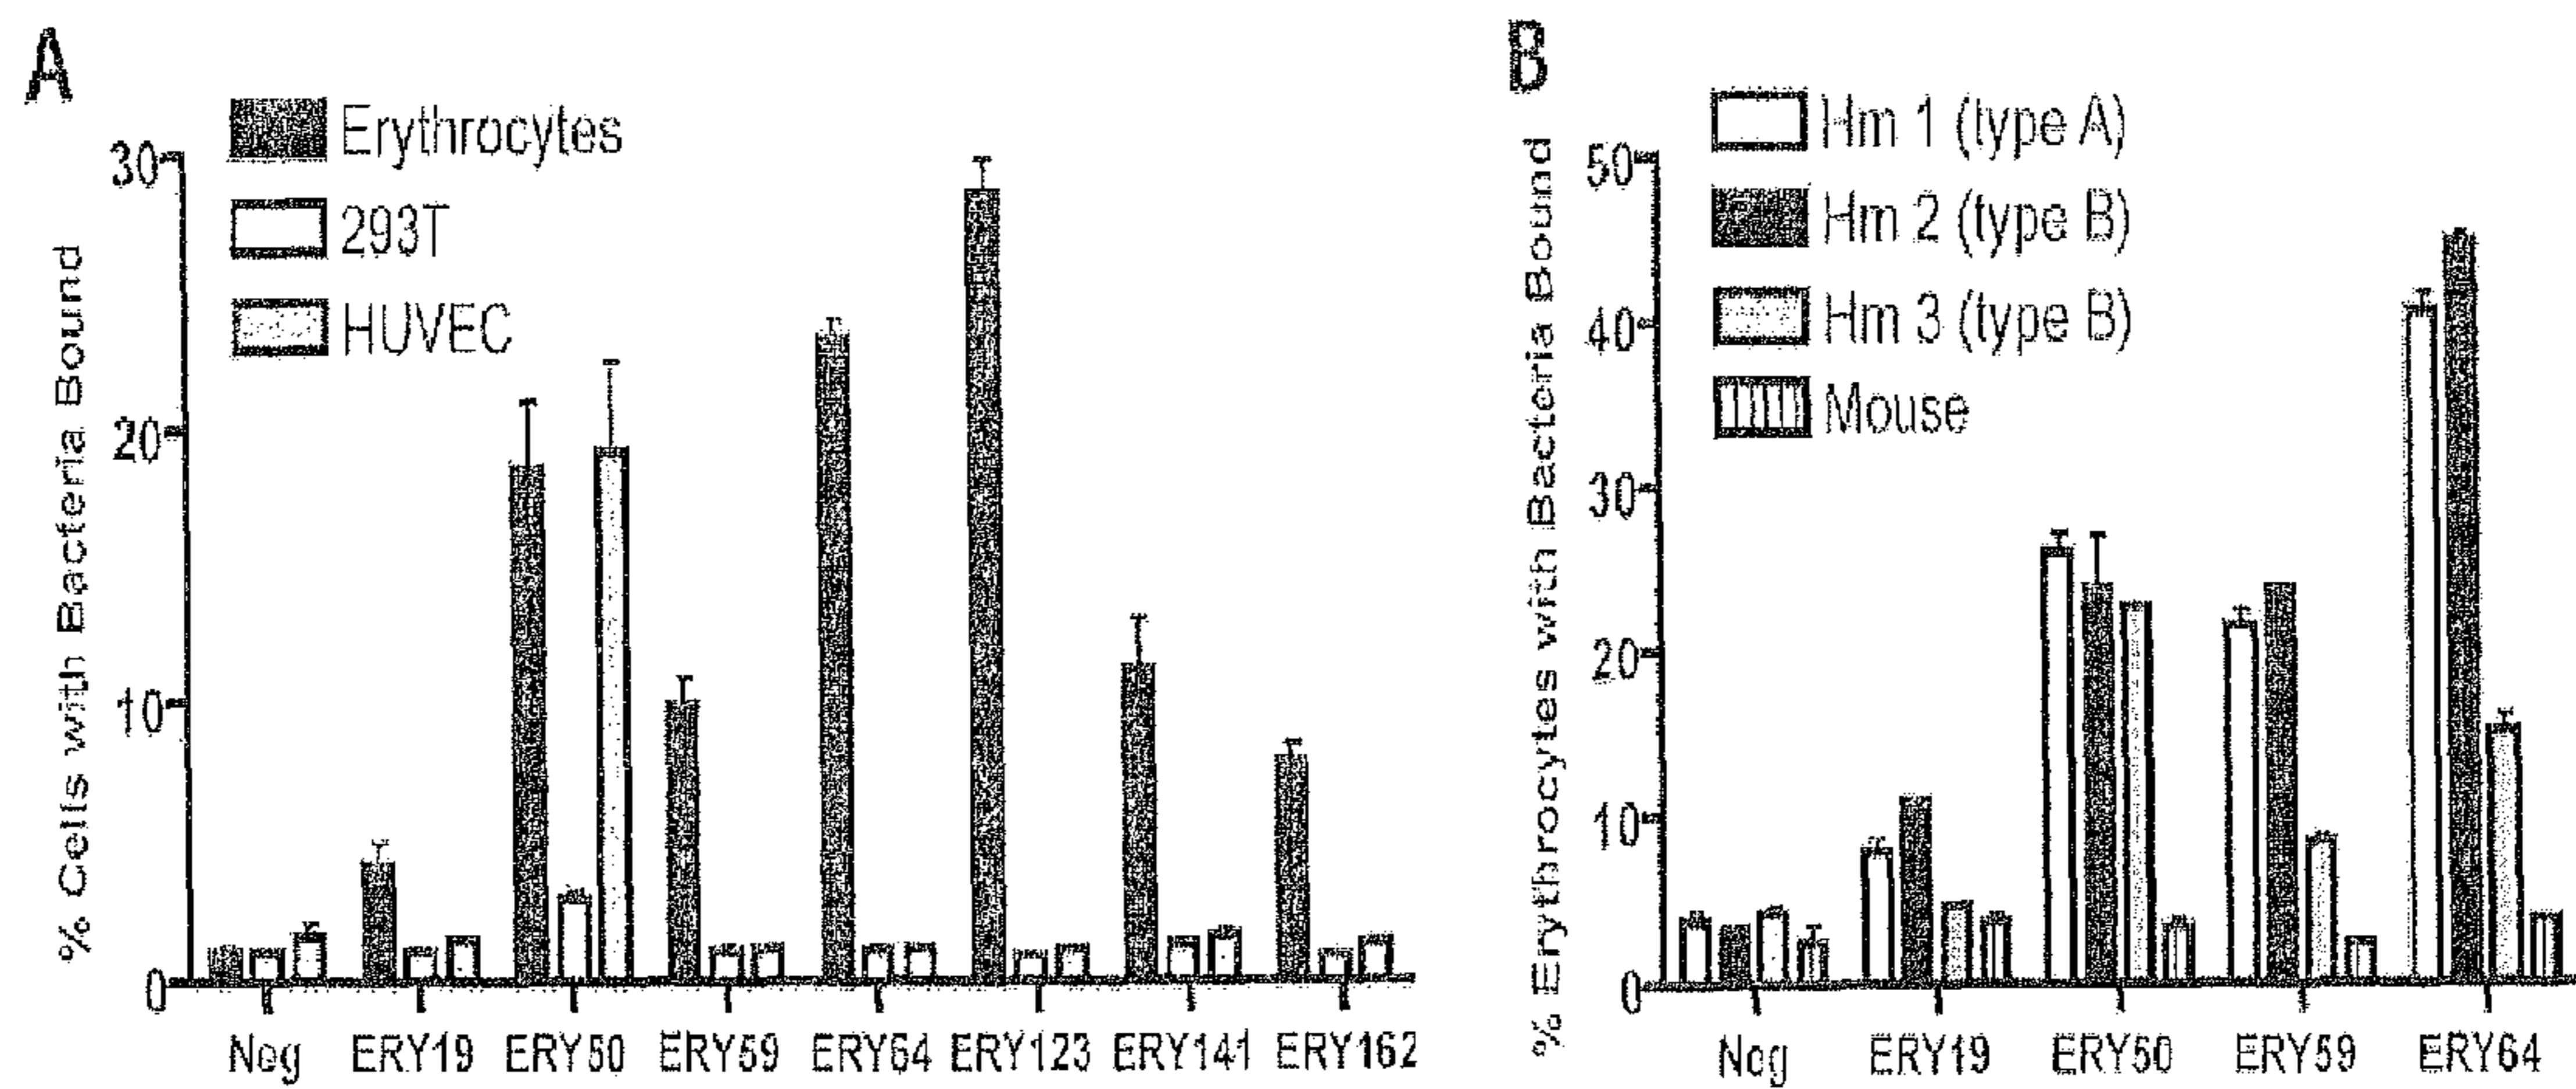 A
Erythrocytes
293T
HUVEC
% Cells with Bacteria Bound
30
20
10
0
Neg ERY19 ERY50 ERY59 ERY64 ERY123 ERY141 ERY162
B
Hm 1 (type A)
Hm 2 (type B)
Hm 3 (type B)
Mouse
% Erythrocytes with Bacteria Bound
50
40
30
20
10
0
Neg ERY19 ERY50 ERY59 ERY64